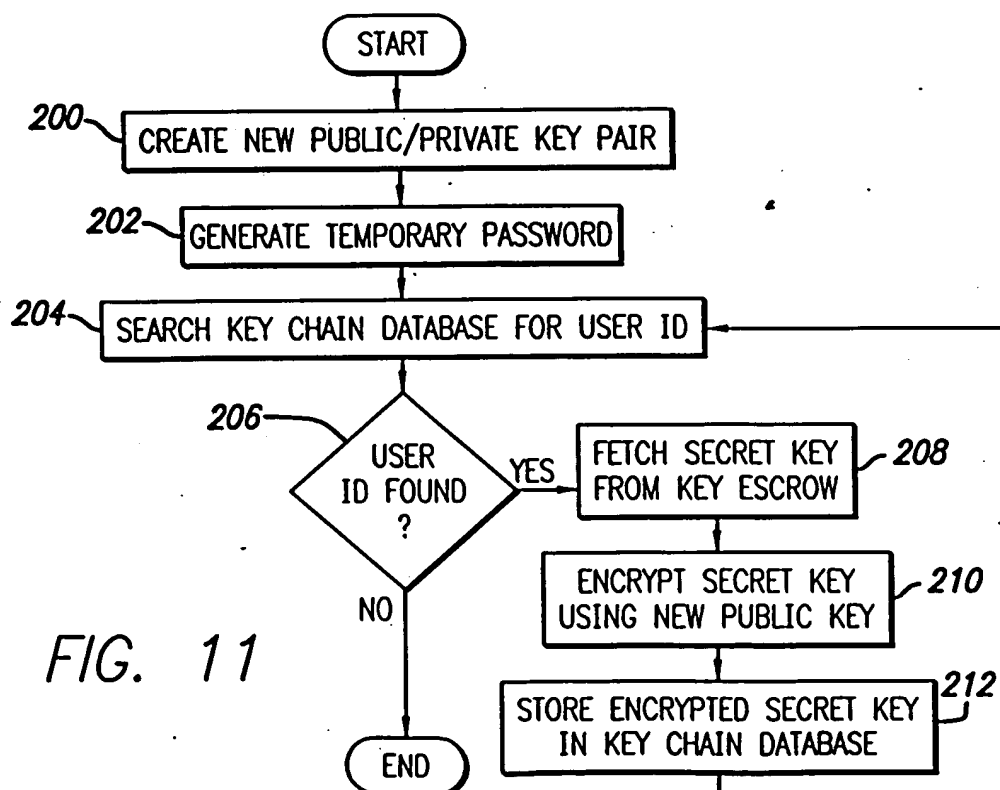 START
200
CREATE NEW PUBLIC/PRIVATE KEY PAIR
202
GENERATE TEMPORARY PASSWORD
204
SEARCH KEY CHAIN DATABASE FOR USER ID
206
USER
ID FOUND
?
YES
FETCH SECRET KEY
FROM KEY ESCROW
208
NO
ENCRYPT SECRET KEY
USING NEW PUBLIC KEY
210
FIG. 11
STORE ENCRYPTED SECRET KEY
IN KEY CHAIN DATABASE
212
END